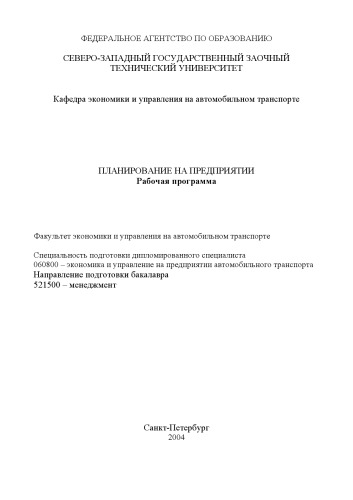 ФЕДЕРАЛЬНОЕ АГЕНТСТВО ПО ОБРАЗОВАНИЮ
СЕВЕРО-ЗАПАДНЫЙ ГОСУДАРСТВЕННЫЙ ЗАОЧНЫЙ
ТЕХНИЧЕСКИЙ УНИВЕРСИТЕТ
Кафедра экономики и управления на автомобильном транспорте
ПЛАНИРОВАНИЕ НА ПРЕДПРИЯТИИ
Рабочая программа
Факультет экономики и управления на автомобильном транспорте
Специальность подготовки дипломированного специалиста
060800 – экономика и управление на предприятии автомобильного транспорта
Направление подготовки бакалавра
521500 – менеджмент
Санкт-Петербург
2004